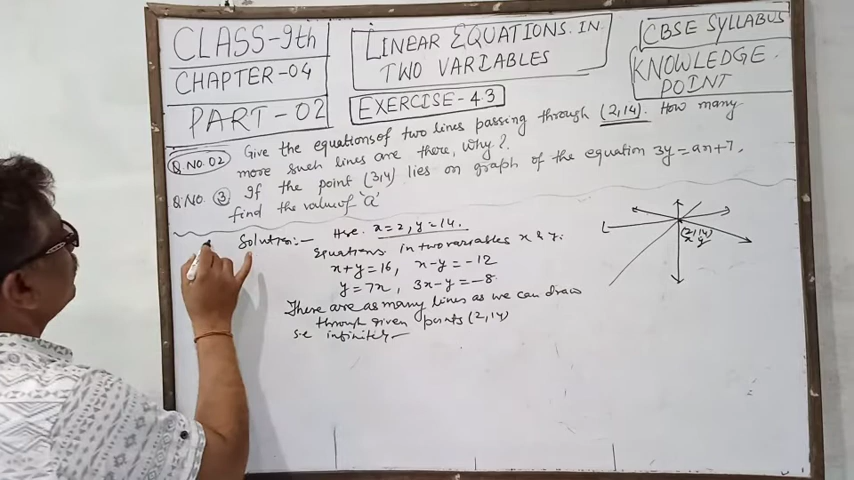 CLASS-9th
CHAPTER-04
PART-02
LINEAR EQUATIONS IN
TWO VARIABLES
EXERCISE-4.3
CBSE SYLLABUS
KNOWLEDGE
POINT
Q.NO.02 Give the equations of two lines passing through (2,14). How many
more such lines are there, why?
Q.NO. 3 If the point (3,4) lies on graph of the equation 3y=ax+7,
find the value of 'a'
Solution:- Here. x=2, y=14.
Equations in two variables x & y.
x+y=16, x-y=-12
y=7x, 3x-y=-8
There are as many lines as we can draw
through given points (2,14)
i.e infinitely
(2,14)
x y